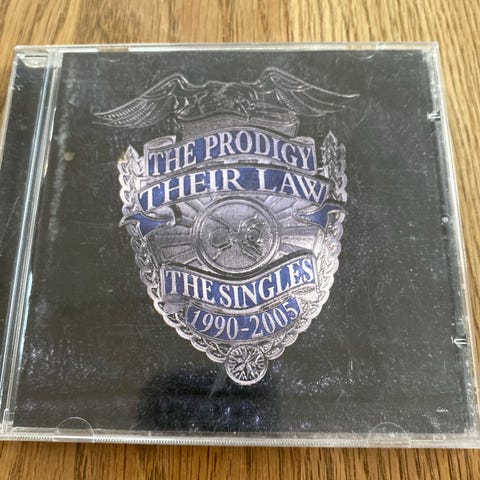 THE PRODIGY
THEIR LAW
THE SINGLES
1990-2005